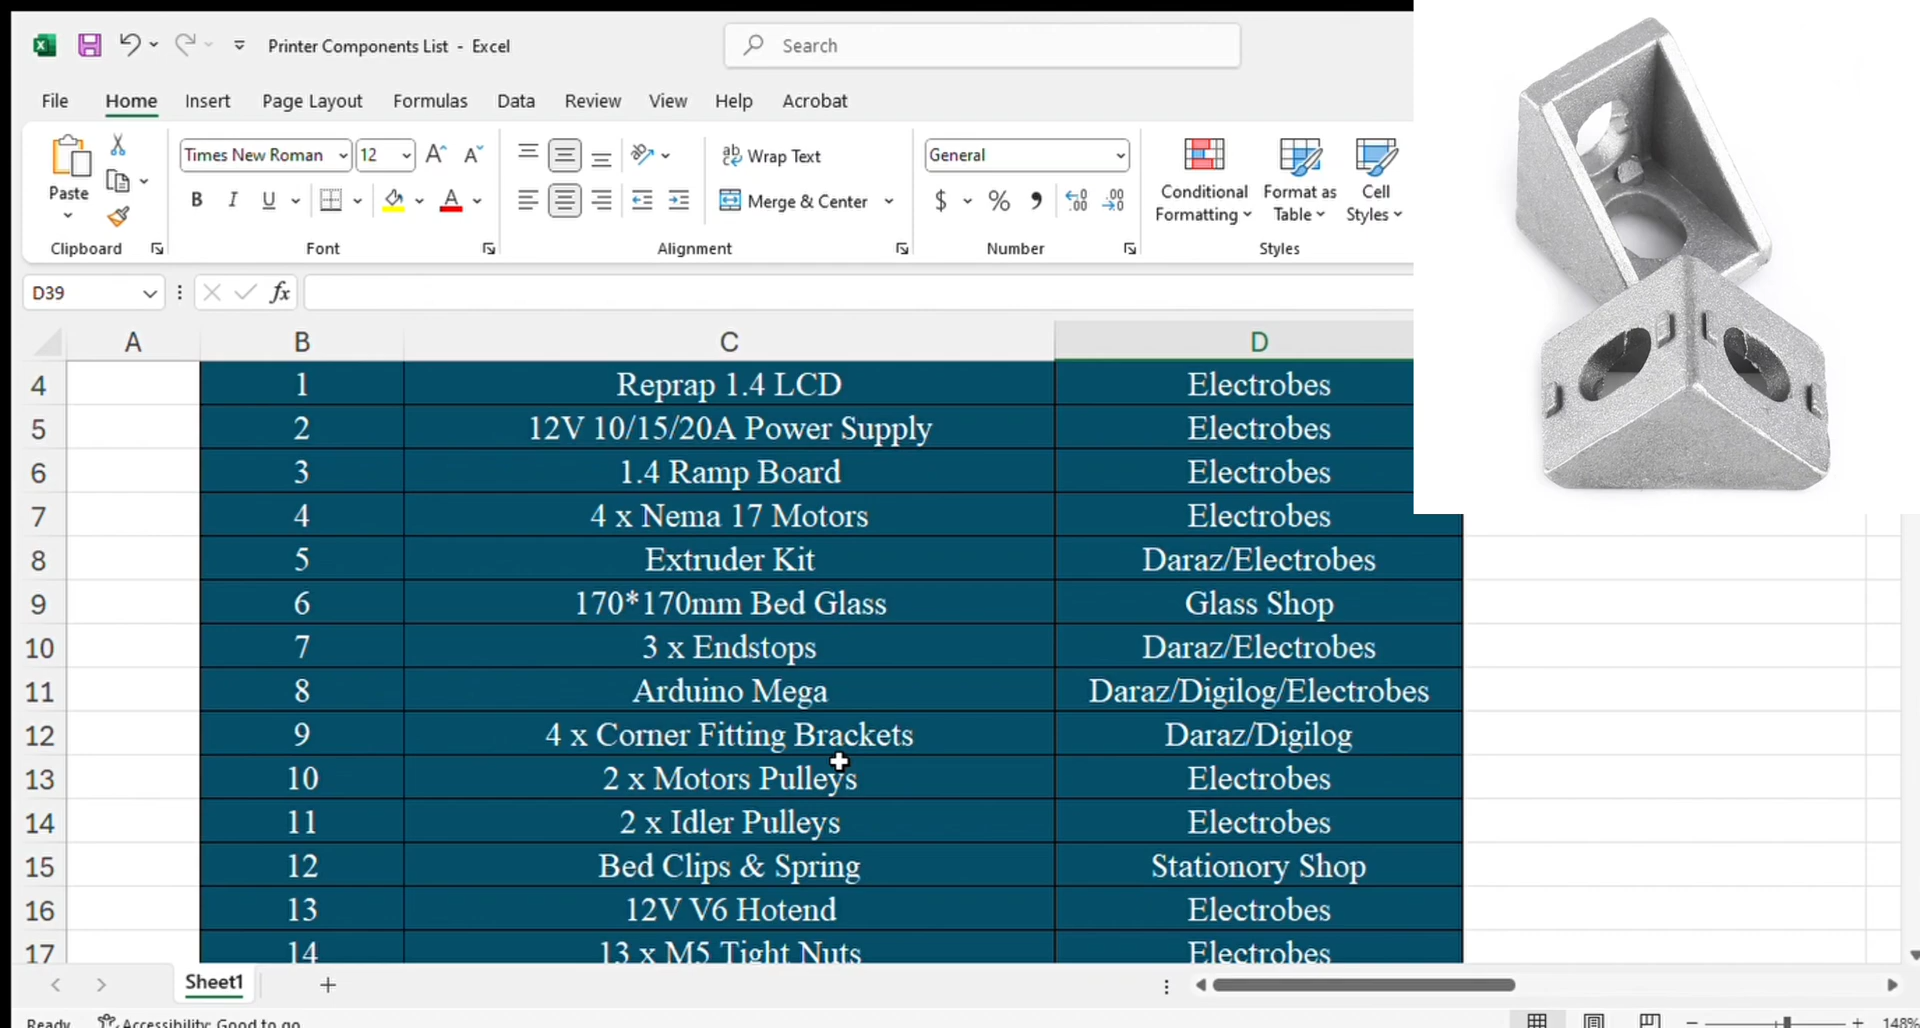 Printer Components List - Excel
Search
File Home Insert Page Layout Formulas Data Review View Help Acrobat
Paste
Clipboard
Times New Roman 12
B I U
Font
Wrap Text
Merge & Center
Alignment
General
$ % 9
Number
Conditional Formatting
Format as Table
Cell Styles
Styles
D39 fx
A B C D
4 1 Reprap 1.4 LCD Electrobes
5 2 12V 10/15/20A Power Supply Electrobes
6 3 1.4 Ramp Board Electrobes
7 4 4 x Nema 17 Motors Electrobes
8 5 Extruder Kit Daraz/Electrobes
9 6 170*170mm Bed Glass Glass Shop
10 7 3 x Endstops Daraz/Electrobes
11 8 Arduino Mega Daraz/Digilog/Electrobes
12 9 4 x Corner Fitting Brackets Daraz/Digilog
13 10 2 x Motors Pulleys Electrobes
14 11 2 x Idler Pulleys Electrobes
15 12 Bed Clips & Spring Stationory Shop
16 13 12V V6 Hotend Electrobes
17 14 13 x M5 Tight Nuts Electrobes
Sheet1
Ready Accessibility: Good to go 148%